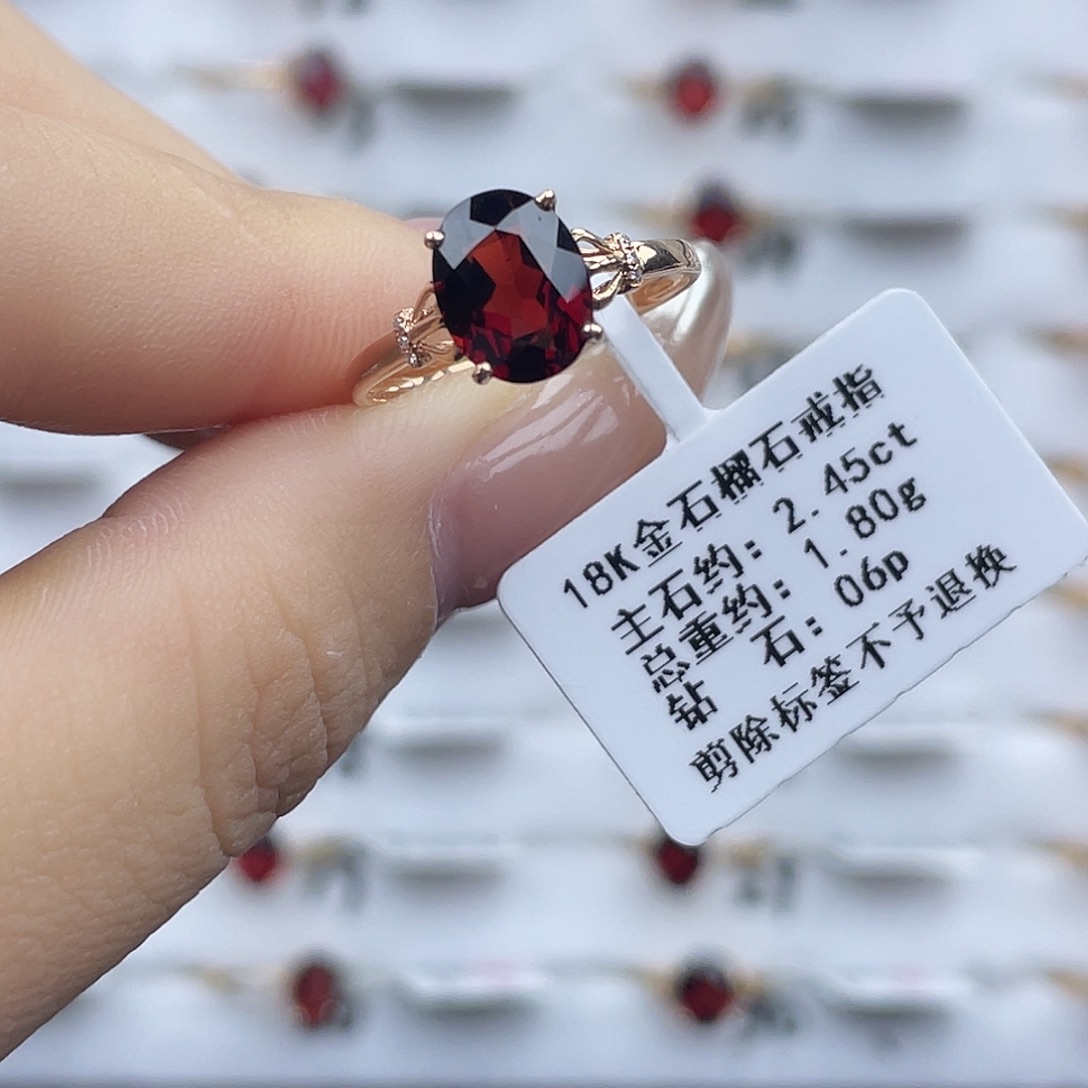 18K金石榴石戒指
主石约: 2.45ct
总重约: 1.80g
钻 石: 06p
剪除标签不予退换